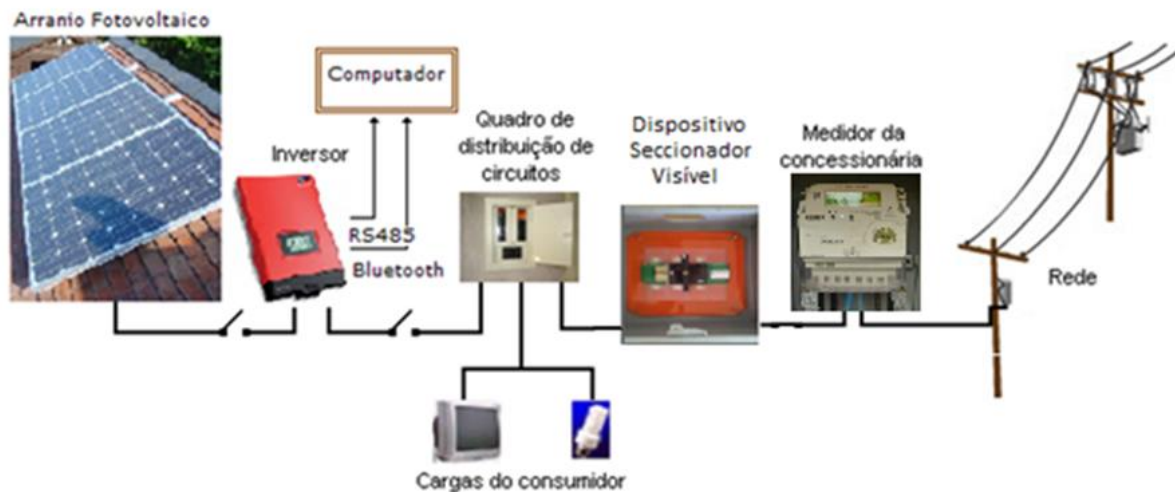 Arranio Fotovoltaico
Computador
Inversor
RS485
Bluetooth
Quadro de
distribuição de
circuitos
Dispositivo
Seccionador
Visível
Medidor da
concessionária
Rede
Cargas do consumidor